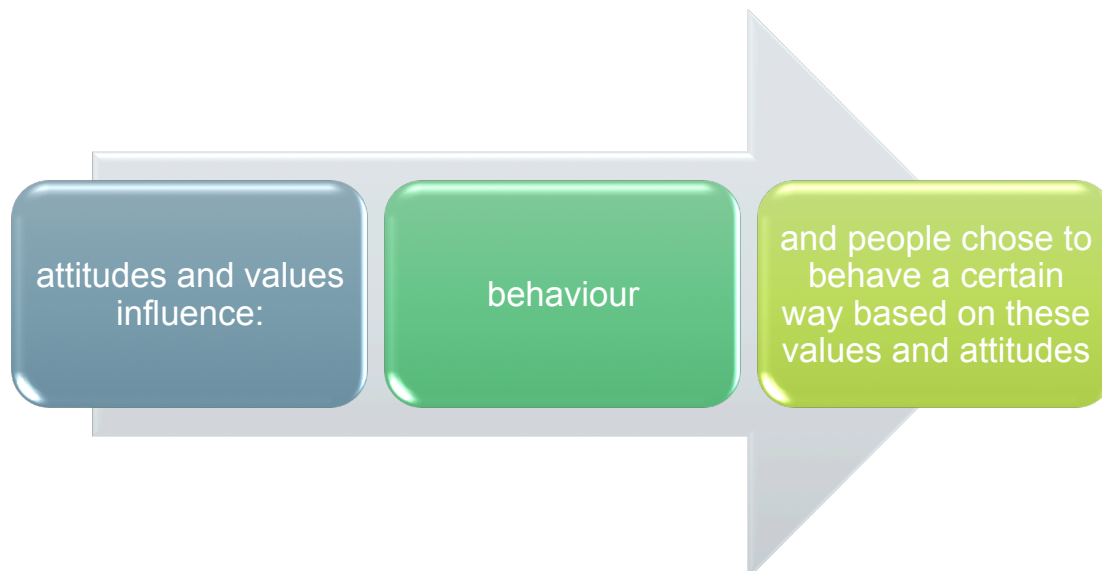 attitudes and values
influence:
behaviour
and people chose to
behave a certain
way based on these
values and attitudes